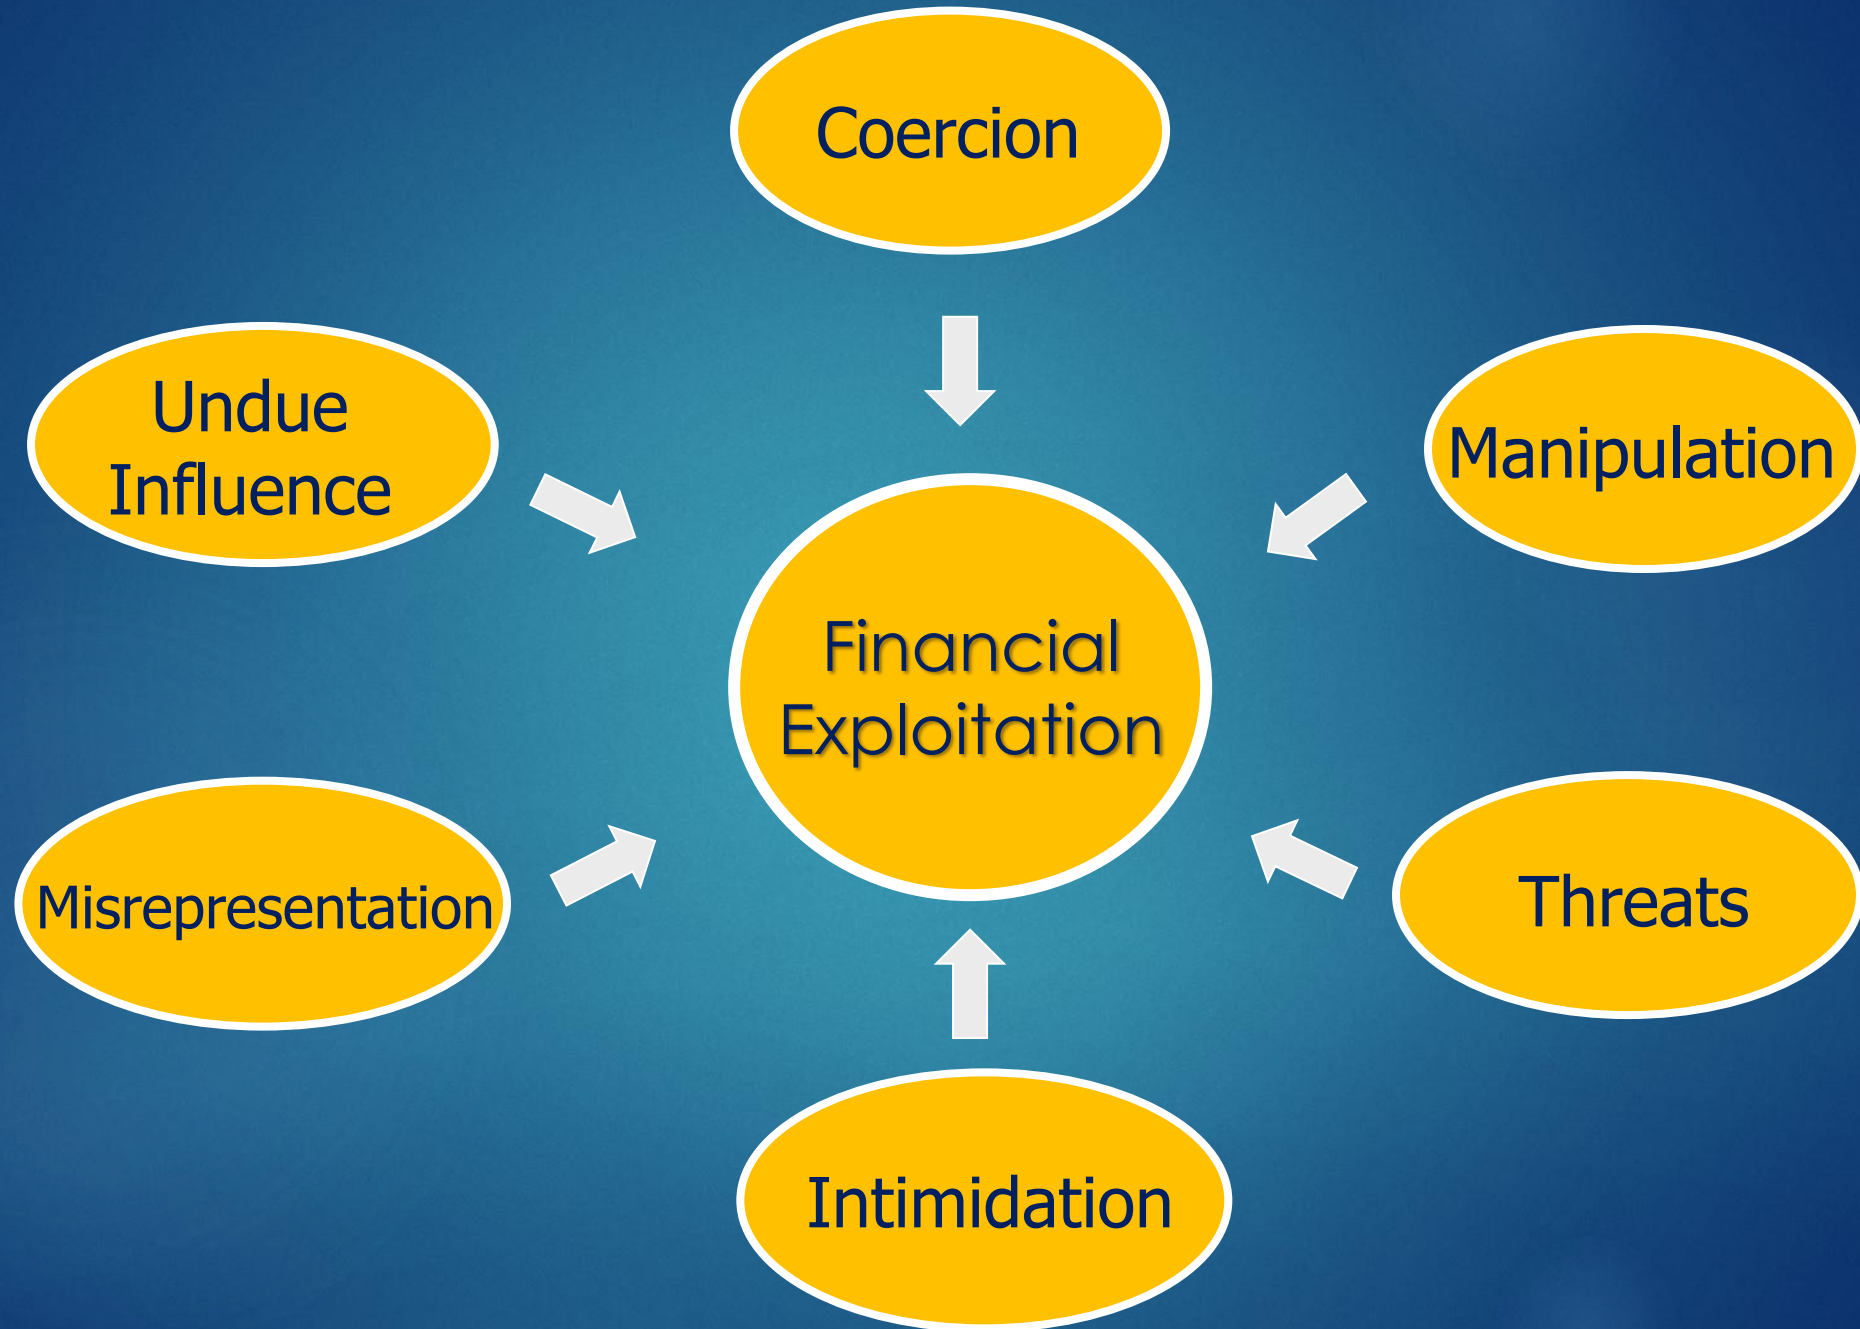 Coercion
Undue
Influence
Manipulation
Financial
Exploitation
Misrepresentation
Threats
Intimidation